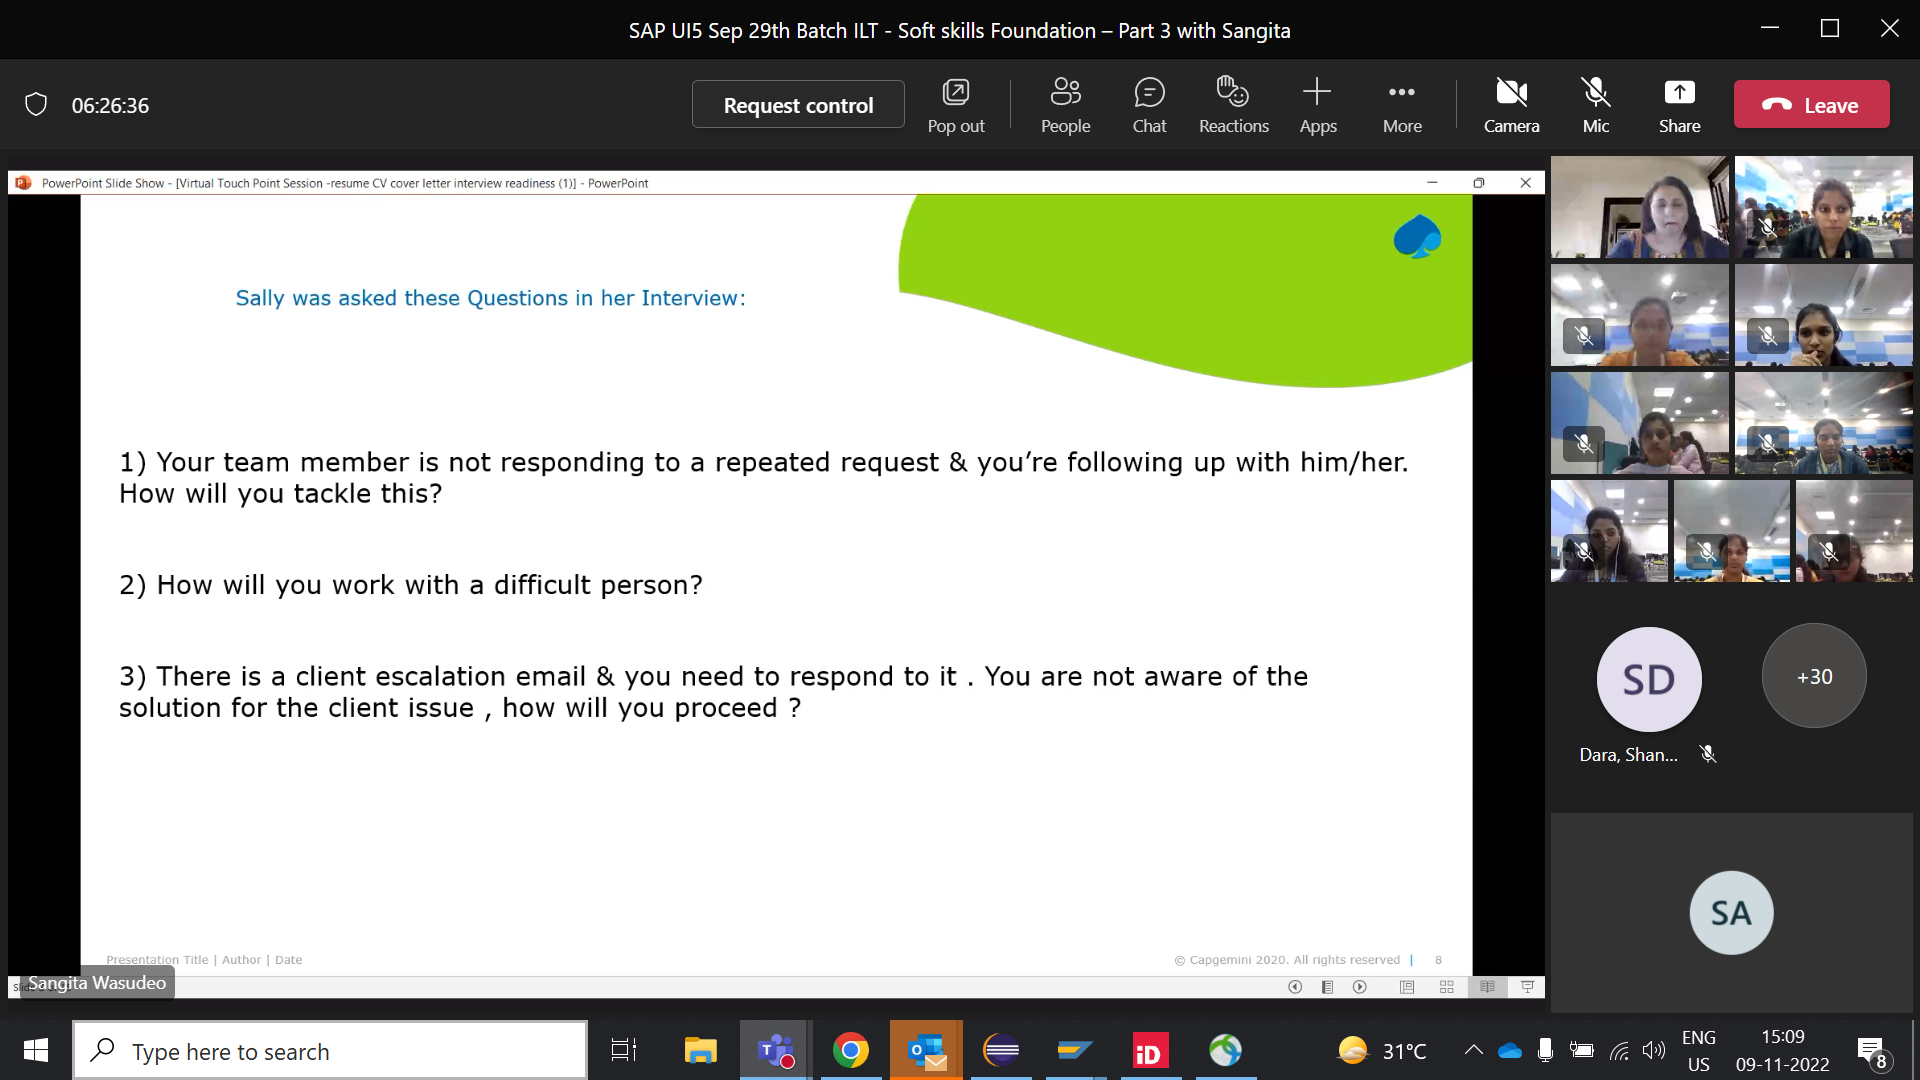 SAP UI5 Sep 29th Batch ILT - Soft skills Foundation – Part 3 with Sangita
06:26:36
Request control
Pop out
People
Chat
Reactions
Apps
More
Camera
Mic
Share
Leave
PowerPoint Slide Show - [Virtual Touch Point Session -resume CV cover letter interview readiness (1)] - PowerPoint
Sally was asked these Questions in her Interview:
1) Your team member is not responding to a repeated request & you’re following up with him/her.
How will you tackle this?
2) How will you work with a difficult person?
3) There is a client escalation email & you need to respond to it . You are not aware of the
solution for the client issue , how will you proceed ?
Presentation Title | Author | Date
© Capgemini 2020. All rights reserved | 8
Sangita Wasudeo
SD
+30
Dara, Shan...
SA
Type here to search
iD
31°C
ENG
US
15:09
09-11-2022
8